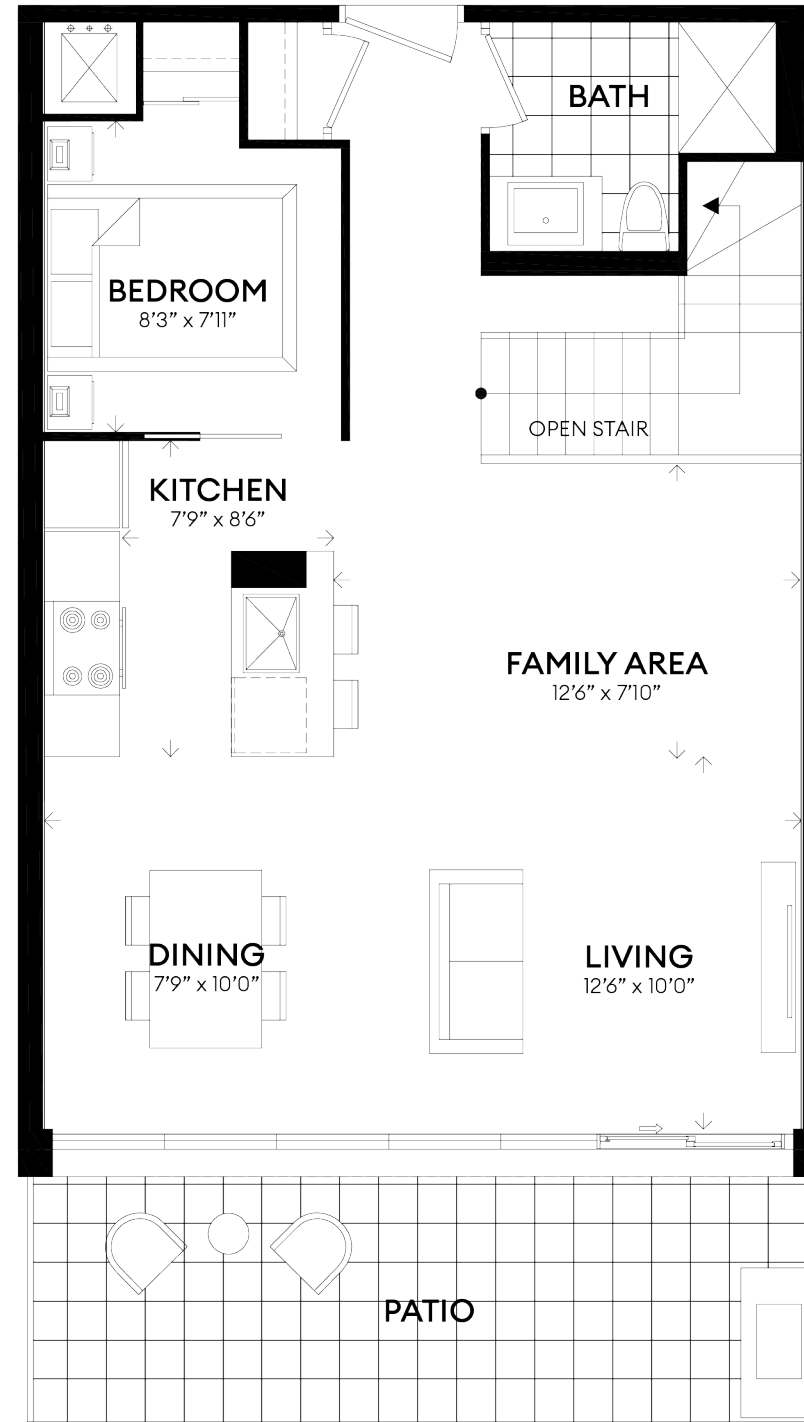 BATH
BEDROOM
8’3” x 7’11”
OPEN STAIR
KITCHEN
7’9” x 8’6”
FAMILY AREA
12’6” x 7’10”
DINING
7’9” x 10’0”
LIVING
12’6” x 10’0”
PATIO